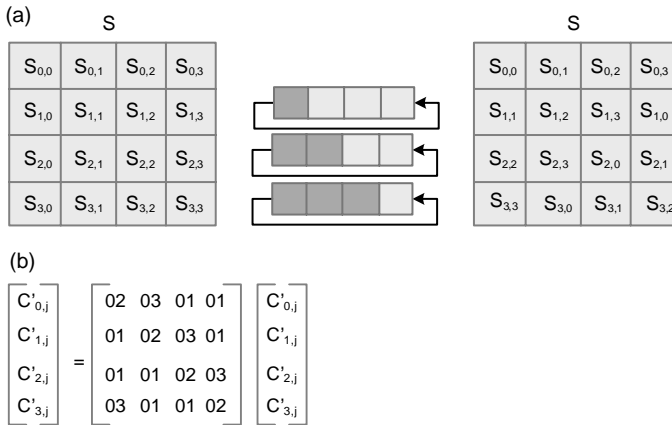 (a)
S S
S0,0 S0,1 S0,2 S0,3 S0,0 S0,1 S0,2 S0,3
S1,0 S1,1 S1,2 S1,3 S1,1 S1,2 S1,3 S1,0
S2,0 S2,1 S2,2 S2,3 S2,2 S2,3 S2,0 S2,1
S3,0 S3,1 S3,2 S3,3 S3,3 S3,0 S3,1 S3,2
(b)
C'0,j 02 03 01 01 C'0,j
C'1,j 01 02 03 01 C'1,j
=
C'2,j 01 01 02 03 C'2,j
C'3,j 03 01 01 02 C'3,j